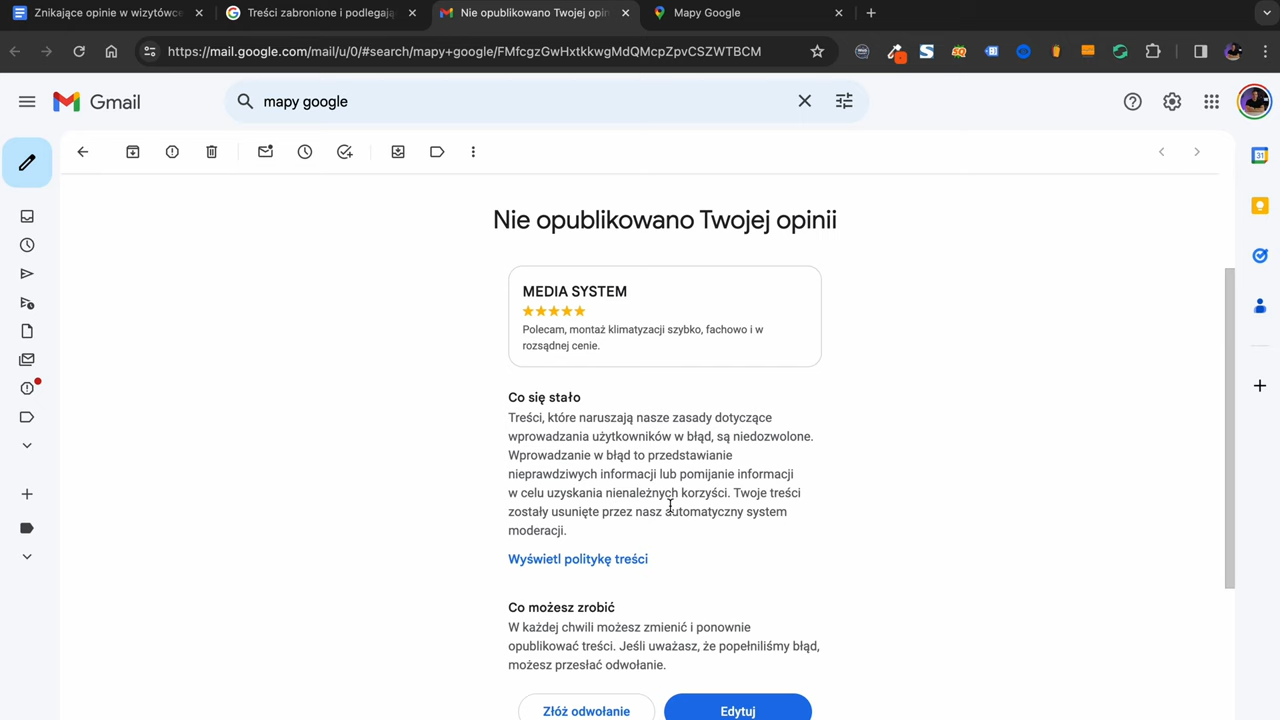 Znikające opinie w wizytówce
Treści zabronione i podlegają
Nie opublikowano Twojej opin
Mapy Google
https://mail.google.com/mail/u/0/#search/mapy+google/FMfcgzGwHxtkkwgMdQMcpZpvCSZWTBCM
Gmail
mapy google
31
Nie opublikowano Twojej opinii
MEDIA SYSTEM
Polecam, montaż klimatyzacji szybko, fachowo i w
rozsądnej cenie.
Co się stało
Treści, które naruszają nasze zasady dotyczące
wprowadzania użytkowników w błąd, są niedozwolone.
Wprowadzanie w błąd to przedstawianie
nieprawdziwych informacji lub pomijanie informacji
w celu uzyskania nienależnych korzyści. Twoje treści
zostały usunięte przez nasz automatyczny system
moderacji.
Wyświetl politykę treści
Co możesz zrobić
W każdej chwili możesz zmienić i ponownie
opublikować treści. Jeśli uważasz, że popełniliśmy błąd,
możesz przesłać odwołanie.
Złóż odwołanie
Edytuj